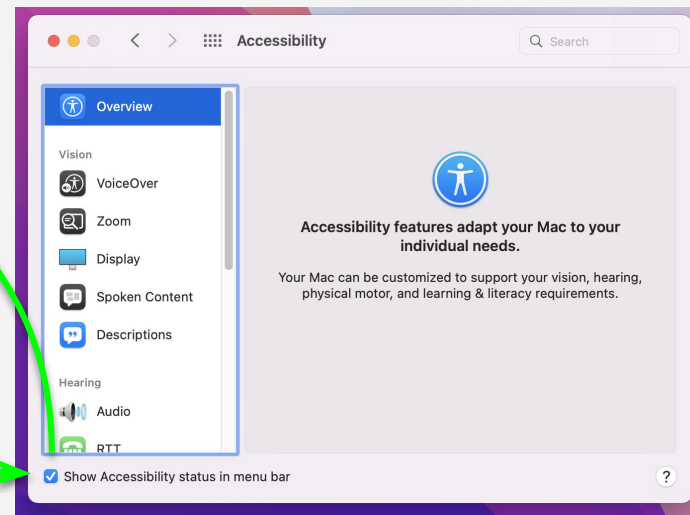 Accessibility
Search
Overview
Vision
VoiceOver
Zoom
Display
Spoken Content
Descriptions
Hearing
Audio
RTT
Accessibility features adapt your Mac to your
individual needs.
Your Mac can be customized to support your vision, hearing,
physical motor, and learning & literacy requirements.
Show Accessibility status in menu bar
?